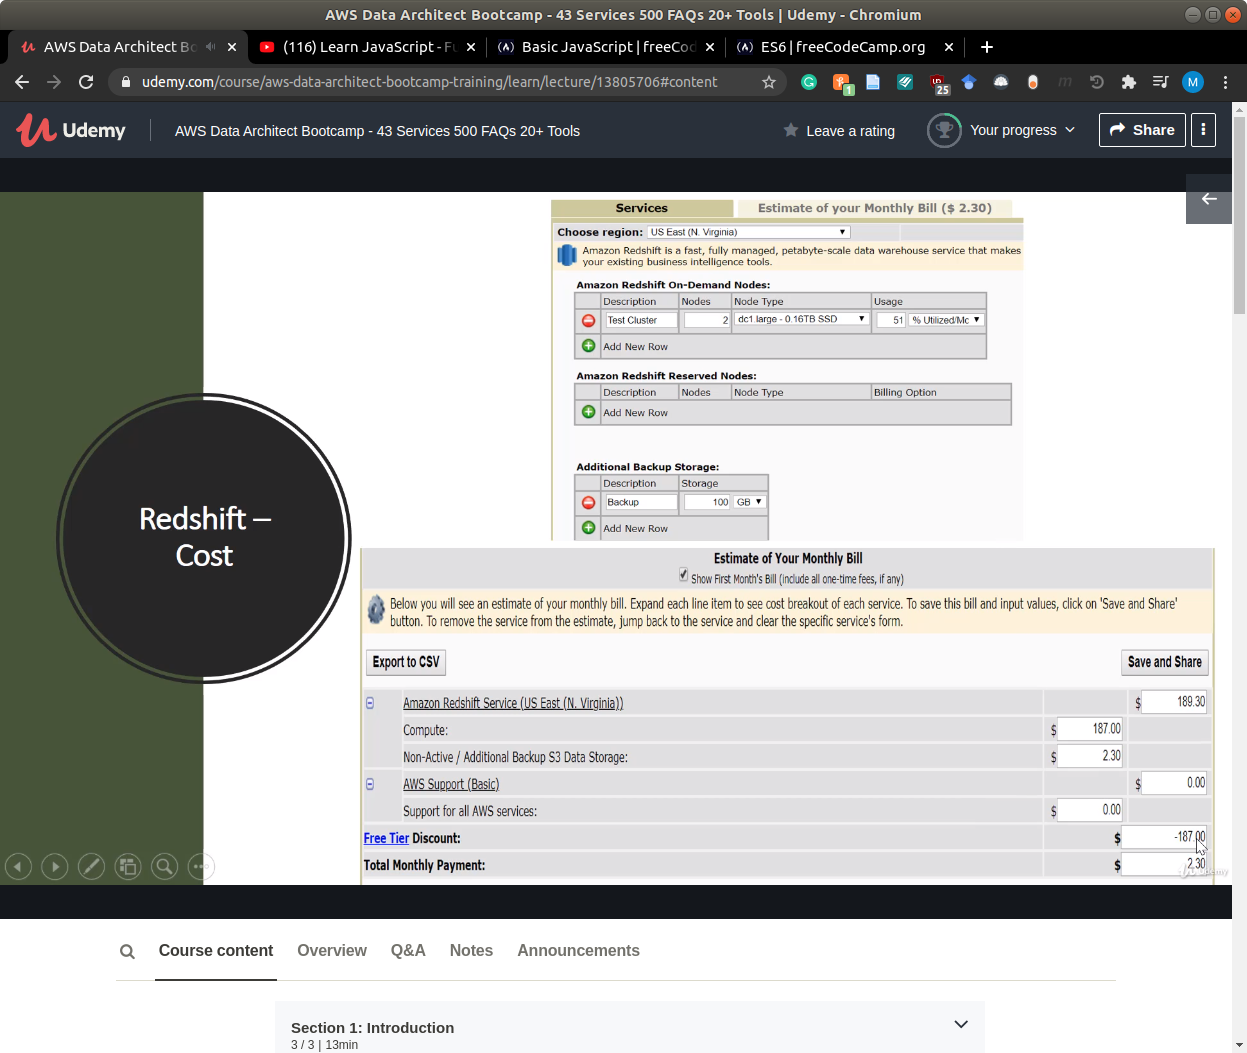 AWS Data Architect Bootcamp - 43 Services 500 FAQs 20+ Tools | Udemy - Chromium
AWS Data Architect Bo
(116) Learn JavaScript - Fu
Basic JavaScript | freeCod
ES6 | freeCodeCamp.org
udemy.com/course/aws-data-architect-bootcamp-training/learn/lecture/13805706#content
1
25
M
Udemy
AWS Data Architect Bootcamp - 43 Services 500 FAQs 20+ Tools
Leave a rating
Your progress
Share
Services
Estimate of your Monthly Bill ($ 2.30)
Choose region: US East (N. Virginia)
Amazon Redshift is a fast, fully managed, petabyte-scale data warehouse service that makes
your existing business intelligence tools.
Amazon Redshift On-Demand Nodes:
Description Nodes Node Type Usage
Test Cluster 2 dc1.large - 0.16TB SSD 51 % Utilized/Mc
Add New Row
Amazon Redshift Reserved Nodes:
Description Nodes Node Type Billing Option
Add New Row
Additional Backup Storage:
Description Storage
Backup 100 GB
Add New Row
Redshift –
Cost
Estimate of Your Monthly Bill
Show First Month's Bill (include all one-time fees, if any)
Below you will see an estimate of your monthly bill. Expand each line item to see cost breakout of each service. To save this bill and input values, click on 'Save and Share'
button. To remove the service from the estimate, jump back to the service and clear the specific service's form.
Export to CSV
Save and Share
Amazon Redshift Service (US East (N. Virginia)) $ 189.30
Compute: $ 187.00
Non-Active / Additional Backup S3 Data Storage: $ 2.30
AWS Support (Basic) $ 0.00
Support for all AWS services: $ 0.00
Free Tier Discount: $ -187.00
Total Monthly Payment: $ 2.30
Udemy
Course content
Overview
Q&A
Notes
Announcements
Section 1: Introduction
3 / 3 | 13min